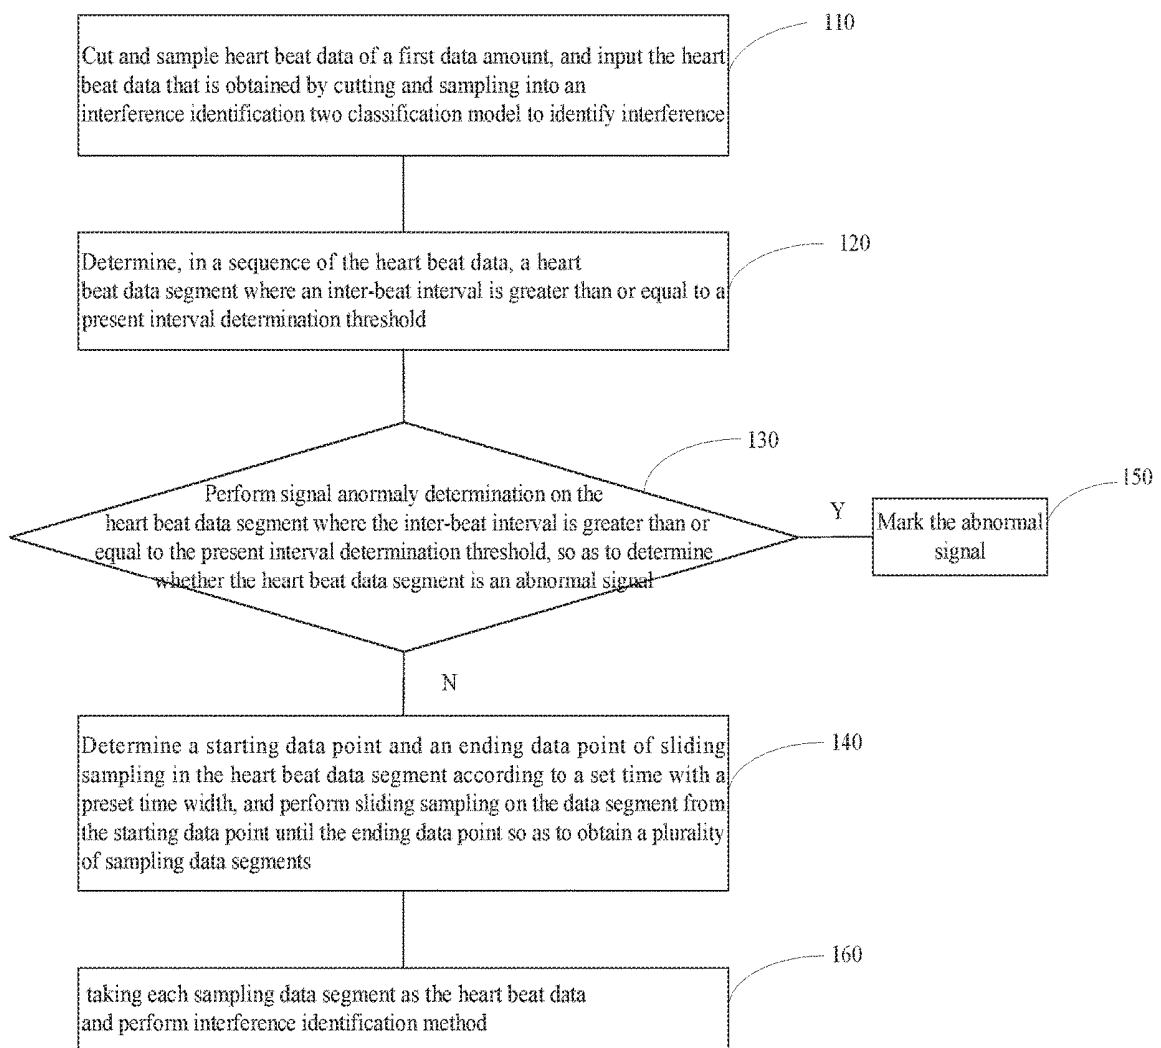 110
Cut and sample heart beat data of a first data amount, and input the heart
beat data that is obtained by cutting and sampling into an
interference identification two classification model to identify interference
120
Determine, in a sequence of the heart beat data, a heart
beat data segment where an inter-beat interval is greater than or equal to a
present interval determination threshold
130
Perform signal anormaly determination on the
heart beat data segment where the inter-beat interval is greater than or
equal to the present interval determination threshold, so as to determine
whether the heart beat data segment is an abnormal signal
Y
150
Mark the abnormal
signal
N
140
Determine a starting data point and an ending data point of sliding
sampling in the heart beat data segment according to a set time with a
preset time width, and perform sliding sampling on the data segment from
the starting data point until the ending data point so as to obtain a plurality
of sampling data segments
160
taking each sampling data segment as the heart beat data
and perform interference identification method